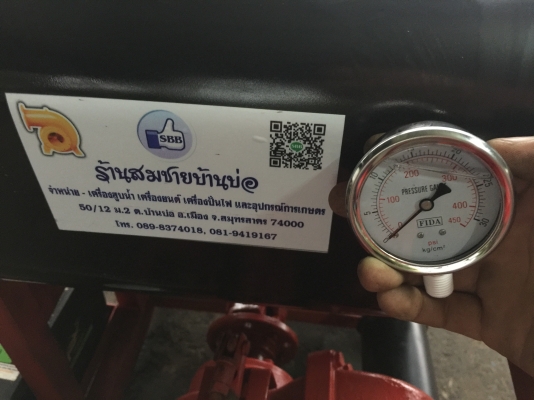 SBB
ร้านสมชายบ้านบ่อ
จำหน่าย - เครื่องสูบน้ำ เครื่องยนต์ เครื่องปั่นไฟ และอุปกรณ์การเกษตร
50/12 ม.2 ต.บ้านบ่อ อ.เมือง จ.สมุทรสาคร 74000
โทร. 089-8374018, 081-9419167
PRESSURE
FIDA
psi
kg/cm²
0
5
10
25
30
100
200
300
400
450